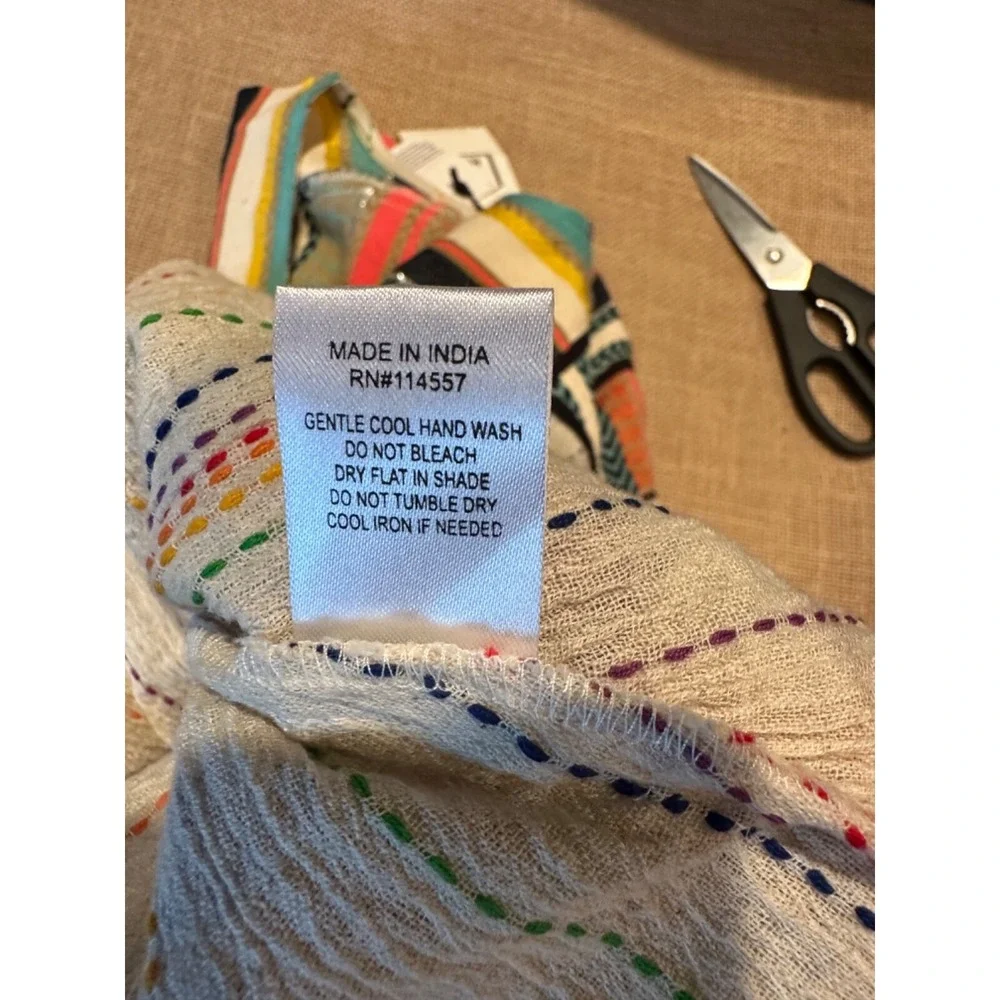 MADE IN INDIA
RN#114557
GENTLE COOL HAND WASH
DO NOT BLEACH
DRY FLAT IN SHADE
DO NOT TUMBLE DRY
COOL IRON IF NEEDED